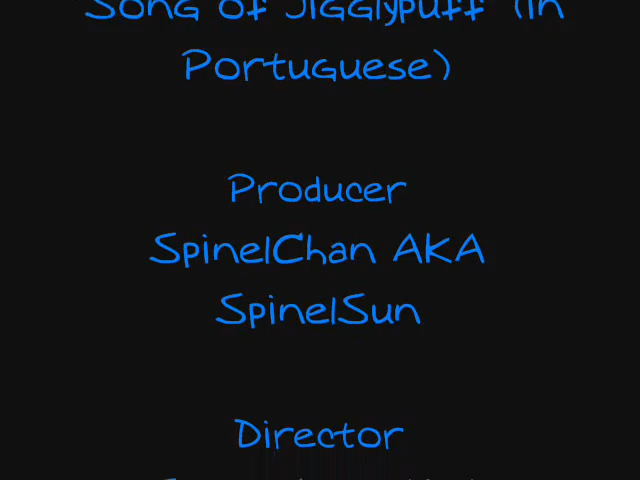 Song of Jigglypuff (in
Portuguese)
Producer
SpinelChan AKA
SpinelSun
Director